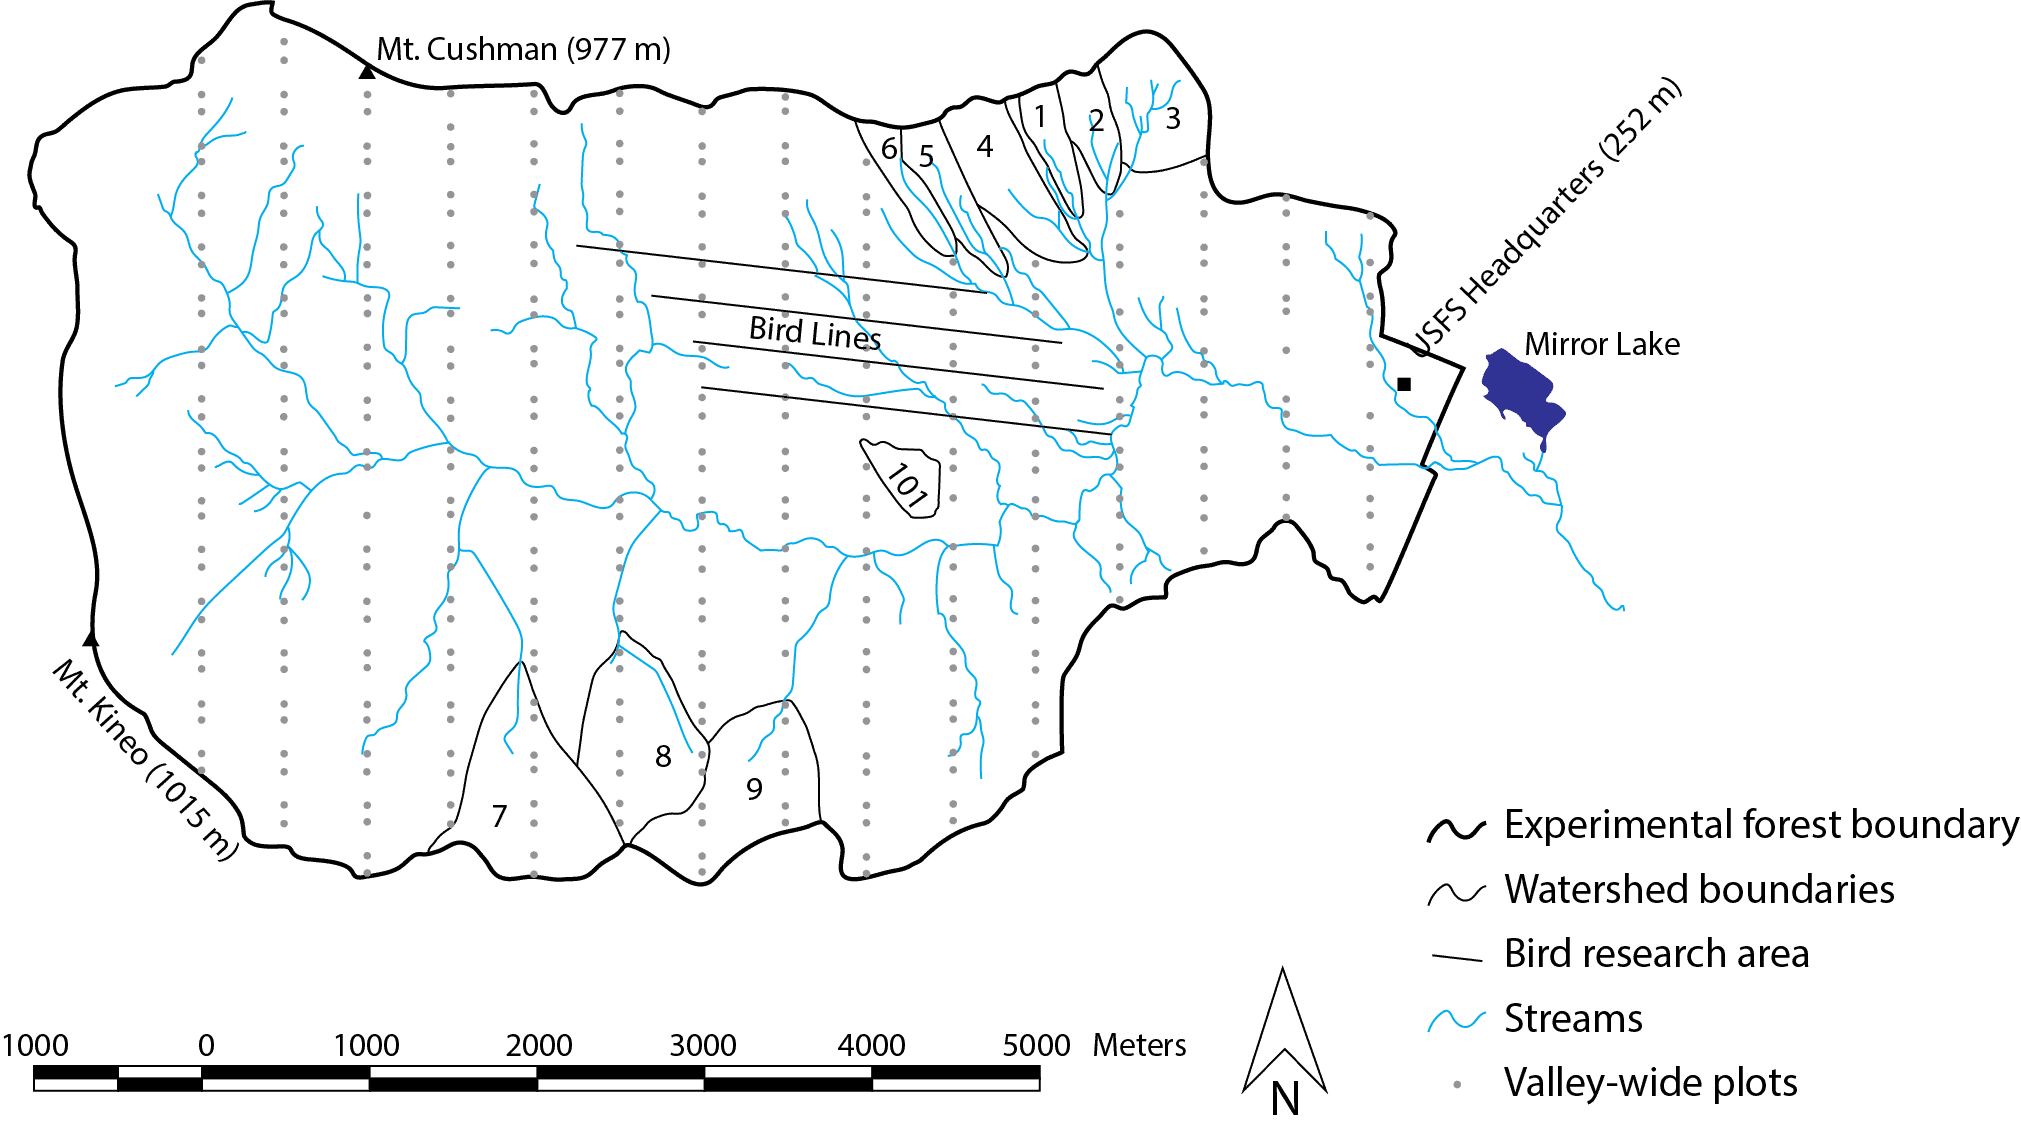 Mt. Cushman (977 m)
1
2
3
4
5
6
USFS Headquarters (252 m)
Bird Lines
Mirror Lake
101
Mt. Kineo (1015 m)
7
8
9
Experimental forest boundary
Watershed boundaries
Bird research area
Streams
Valley-wide plots
1000 0 1000 2000 3000 4000 5000 Meters
N